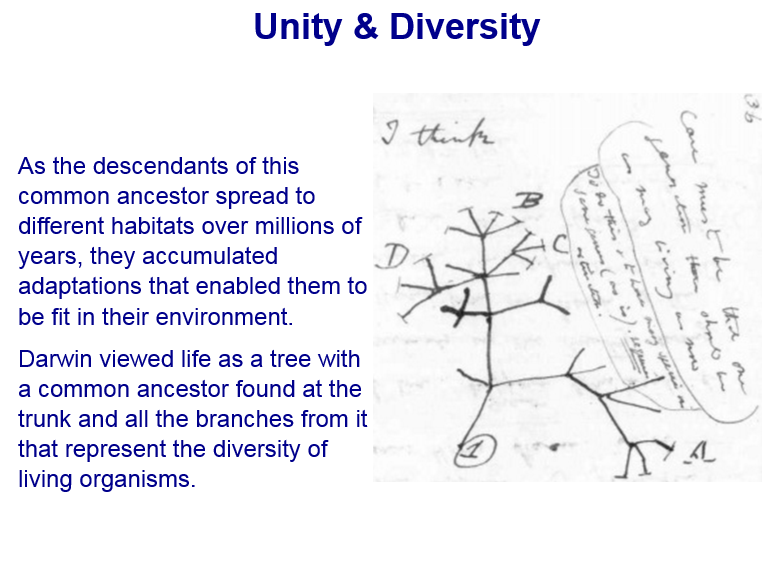 Unity & Diversity
As the descendants of this
common ancestor spread to
different habitats over millions of
years, they accumulated
adaptations that enabled them to
be fit in their environment.
Darwin viewed life as a tree with
a common ancestor found at the
trunk and all the branches from it
that represent the diversity of
living organisms.
36
I think
B
C
D
1
A
Care must be that one
generation then should be
as many living as now
To do this & to have many species in
same genus (as is). requires
extinction.